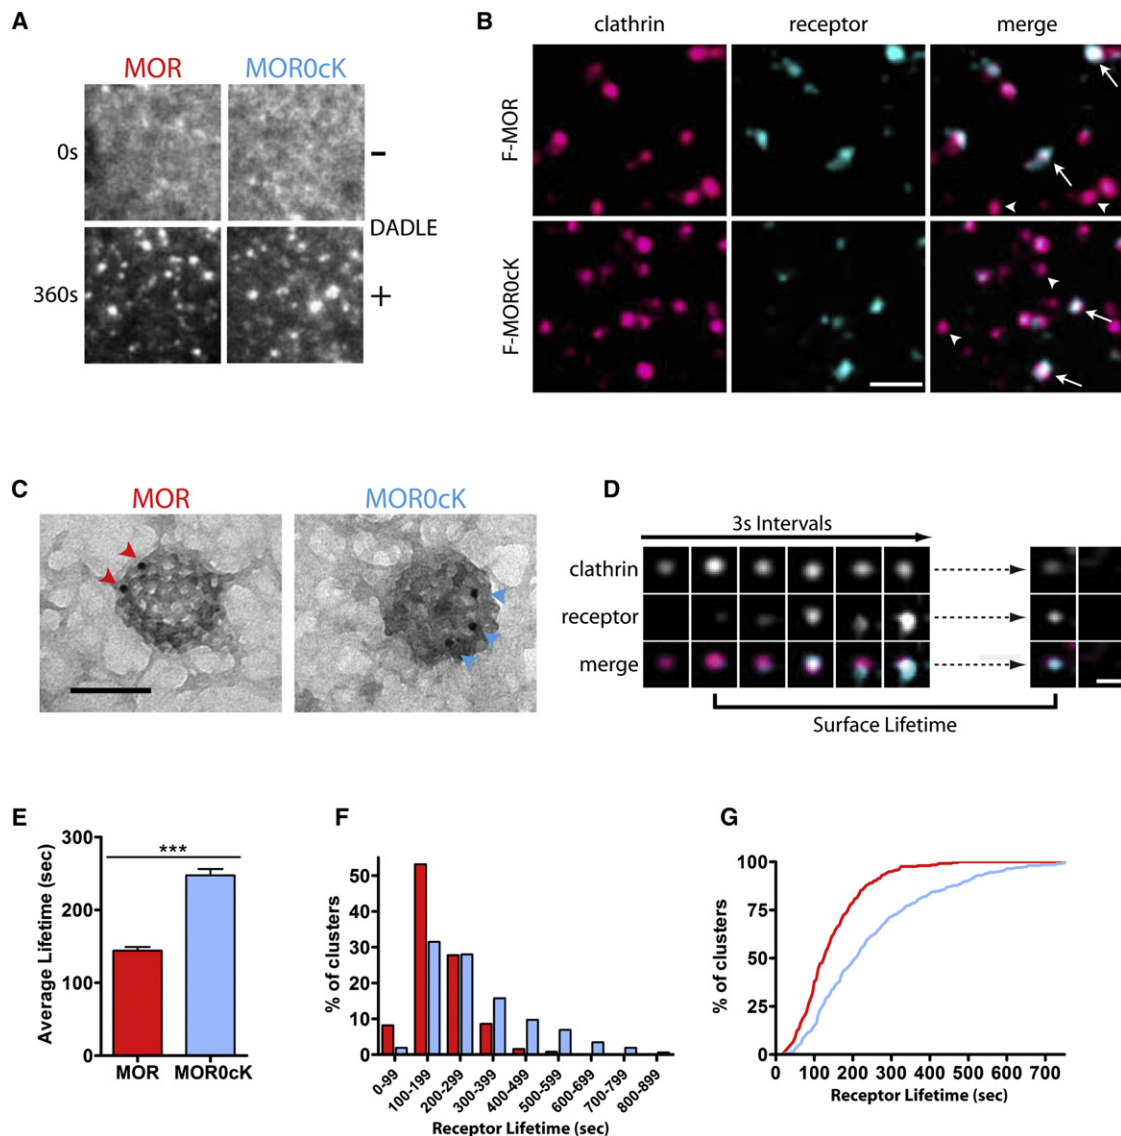 A
MOR MOR0cK
0s
−
DADLE
360s
+
B
clathrin receptor merge
F-MOR
F-MOR0cK
C
MOR MOR0cK
D
3s Intervals
clathrin
receptor
merge
Surface Lifetime
E
Average Lifetime (sec)
300
200
100
0
***
MOR MOR0cK
F
% of clusters
50
40
30
20
10
0
0-99 100-199 200-299 300-399 400-499 500-599 600-699 700-799 800-899
Receptor Lifetime (sec)
G
% of clusters
100
75
50
25
0
0 100 200 300 400 500 600 700
Receptor Lifetime (sec)